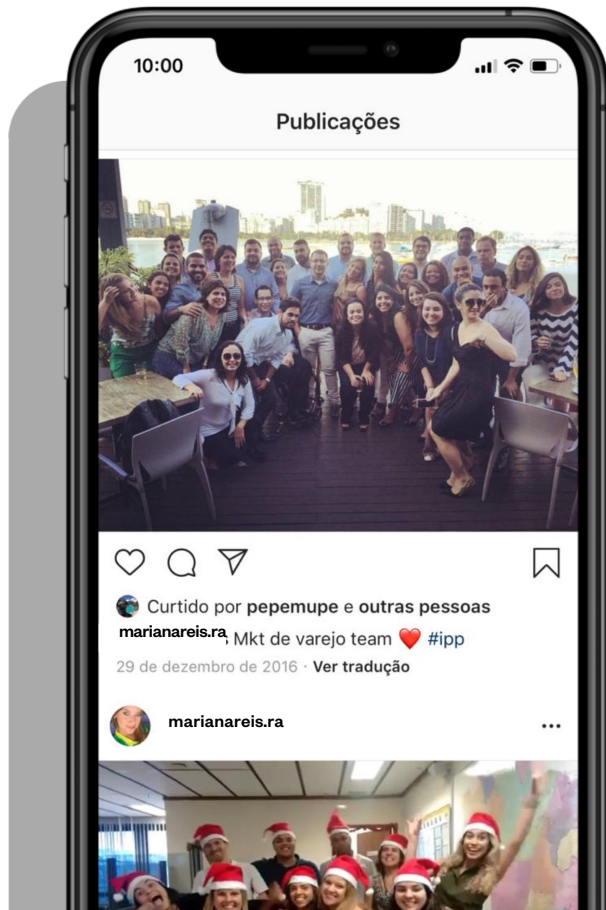 10:00
Publicações
Curtido por pepemupe e outras pessoas
marianareis.ra Mkt de varejo team ❤️ #ipp
29 de dezembro de 2016 · Ver tradução
marianareis.ra